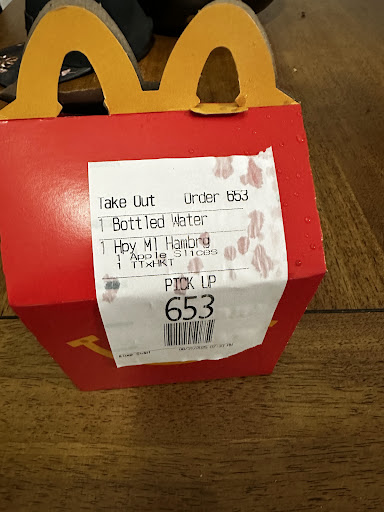 Take Out Order 653
1 Bottled Water
1 Hpy Ml Hambrg
1 Apple Slices
1 TTxHKT
PICK UP
653